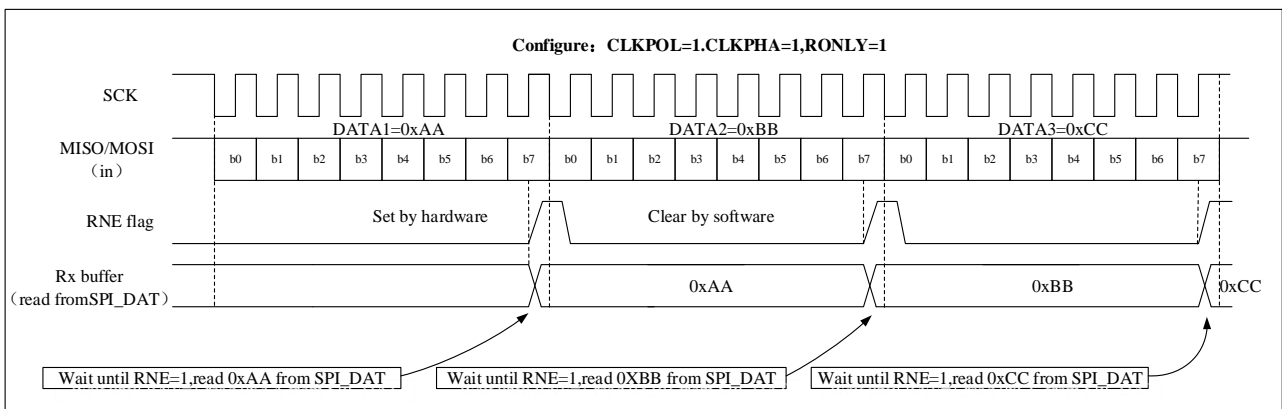 Configure：CLKPOL=1.CLKPHA=1,RONLY=1
SCK
DATA1=0xAA DATA2=0xBB DATA3=0xCC
MISO/MOSI
（in）
b0 b1 b2 b3 b4 b5 b6 b7 b0 b1 b2 b3 b4 b5 b6 b7 b0 b1 b2 b3 b4 b5 b6 b7
RNE flag
Set by hardware Clear by software
Rx buffer
（read fromSPI_DAT）
0xAA 0xBB 0xCC
Wait until RNE=1,read 0xAA from SPI_DAT Wait until RNE=1,read 0XBB from SPI_DAT Wait until RNE=1,read 0xCC from SPI_DAT